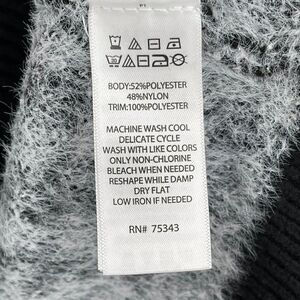 BODY:52%POLYESTER
48%NYLON
TRIM:100%POLYESTER
MACHINE WASH COOL
DELICATE CYCLE
WASH WITH LIKE COLORS
ONLY NON-CHLORINE
BLEACH WHEN NEEDED
RESHAPE WHILE DAMP
DRY FLAT
LOW IRON IF NEEDED
RN# 75343